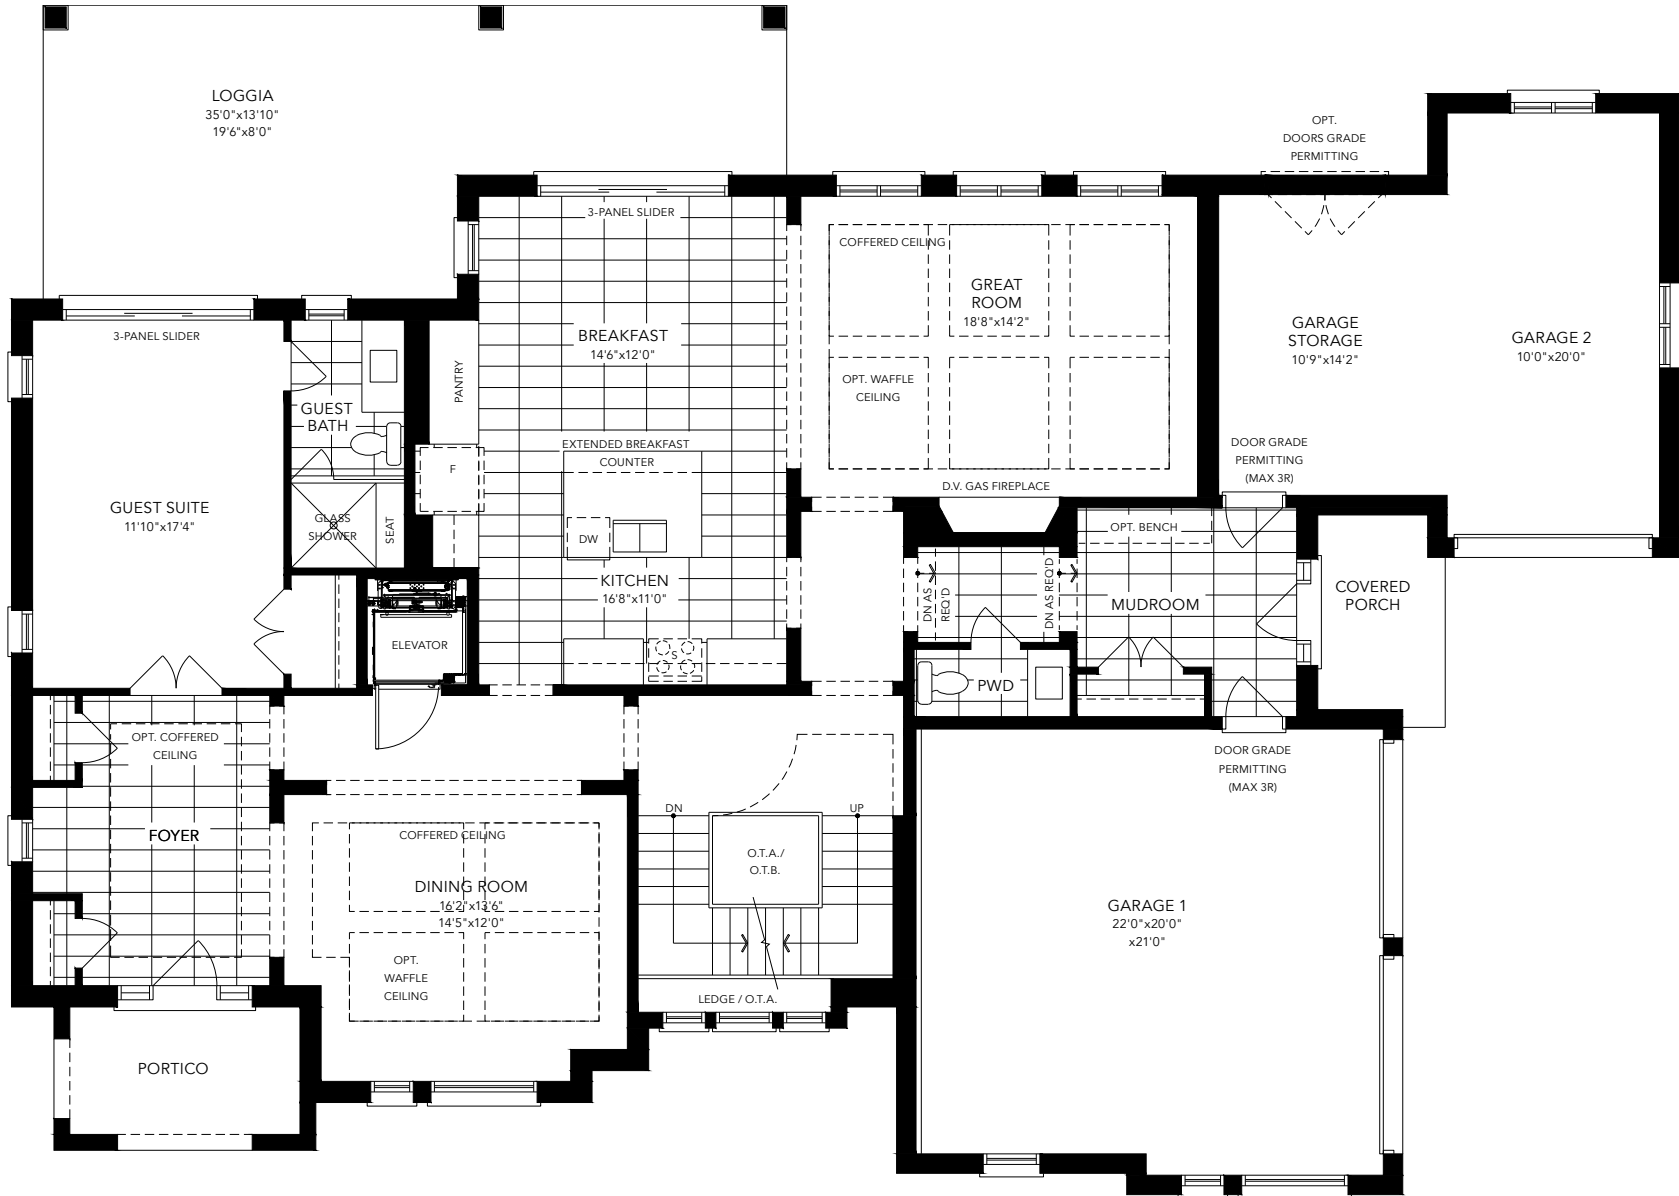 LOGGIA
35'0"x13'10"
19'6"x8'0"
OPT.
DOORS GRADE
PERMITTING
3-PANEL SLIDER
COFFERED CEILING
GREAT
ROOM
18'8"x14'2"
OPT. WAFFLE
CEILING
D.V. GAS FIREPLACE
GARAGE
STORAGE
10'9"x14'2"
GARAGE 2
10'0"x20'0"
3-PANEL SLIDER
BREAKFAST
14'6"x12'0"
PANTRY
GUEST
BATH
EXTENDED BREAKFAST
COUNTER
F
DOOR GRADE
PERMITTING
(MAX 3R)
GUEST SUITE
11'10"x17'4"
GLASS
SHOWER
SEAT
DW
OPT. BENCH
KITCHEN
16'8"x11'0"
DN AS
REQ'D
DN AS REQ'D
MUDROOM
COVERED
PORCH
ELEVATOR
S
PWD
OPT. COFFERED
CEILING
DOOR GRADE
PERMITTING
(MAX 3R)
FOYER
COFFERED CEILING
DINING ROOM
16'2"x13'6"
14'5"x12'0"
OPT.
WAFFLE
CEILING
DN
UP
O.T.A./
O.T.B.
LEDGE / O.T.A.
GARAGE 1
22'0"x20'0"
x21'0"
PORTICO